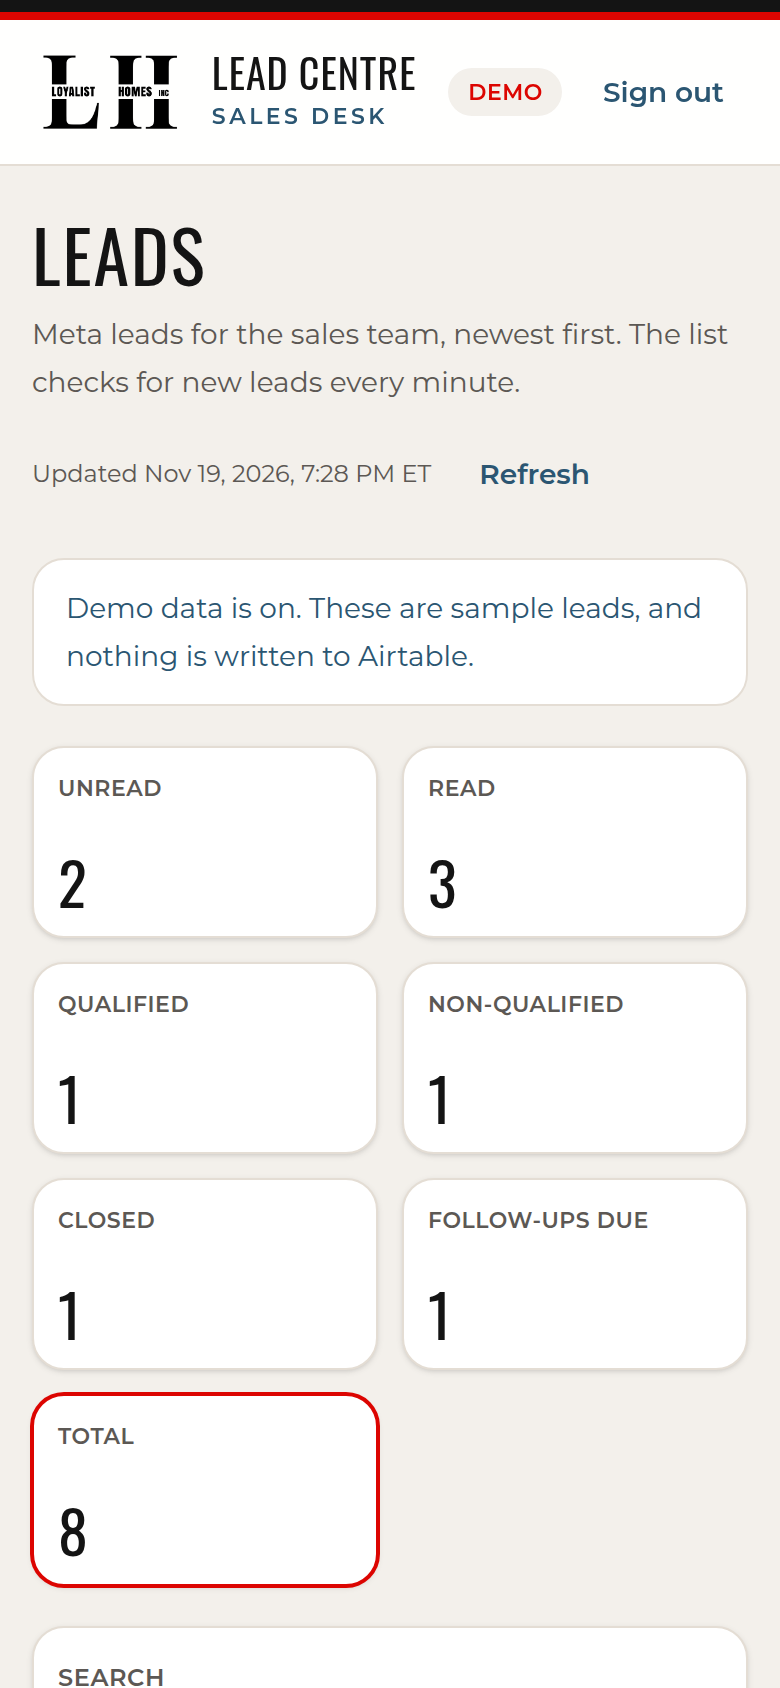 LOYALIST HOMES INC
LH
LEAD CENTRE
SALES DESK
DEMO
Sign out
LEADS
Meta leads for the sales team, newest first. The list
checks for new leads every minute.
Updated Nov 19, 2026, 7:28 PM ET
Refresh
Demo data is on. These are sample leads, and
nothing is written to Airtable.
UNREAD
2
READ
3
QUALIFIED
1
NON-QUALIFIED
1
CLOSED
1
FOLLOW-UPS DUE
1
TOTAL
8
SEARCH